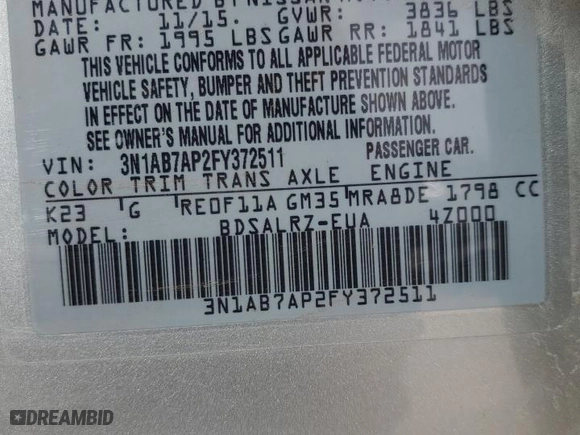 MANUFACTURED BY NISSAN
DATE: 11/15. GVWR: 3836 LBS
GAWR FR: 1995 LBS GAWR RR: 1841 LBS
THIS VEHICLE CONFORMS TO ALL APPLICABLE FEDERAL MOTOR
VEHICLE SAFETY, BUMPER AND THEFT PREVENTION STANDARDS
IN EFFECT ON THE DATE OF MANUFACTURE SHOWN ABOVE.
SEE OWNER'S MANUAL FOR ADDITIONAL INFORMATION.
VIN: 3N1AB7AP2FY372511 PASSENGER CAR.
COLOR TRIM TRANS AXLE ENGINE
K23 G RE0F11A GM35 MRA8DE 1798 CC
MODEL: BDSALRZ-EUA 4Z000
3N1AB7AP2FY372511
DREAMBID